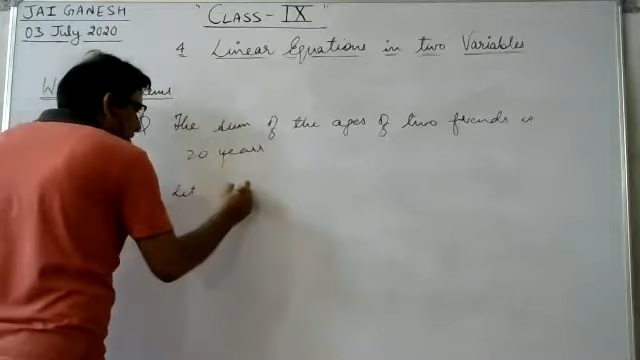 JAI GANESH
"CLASS-IX"
03 July 2020
4 Linear Equations in two Variables
Q The sum of the ages of two friends is
20 years
Let